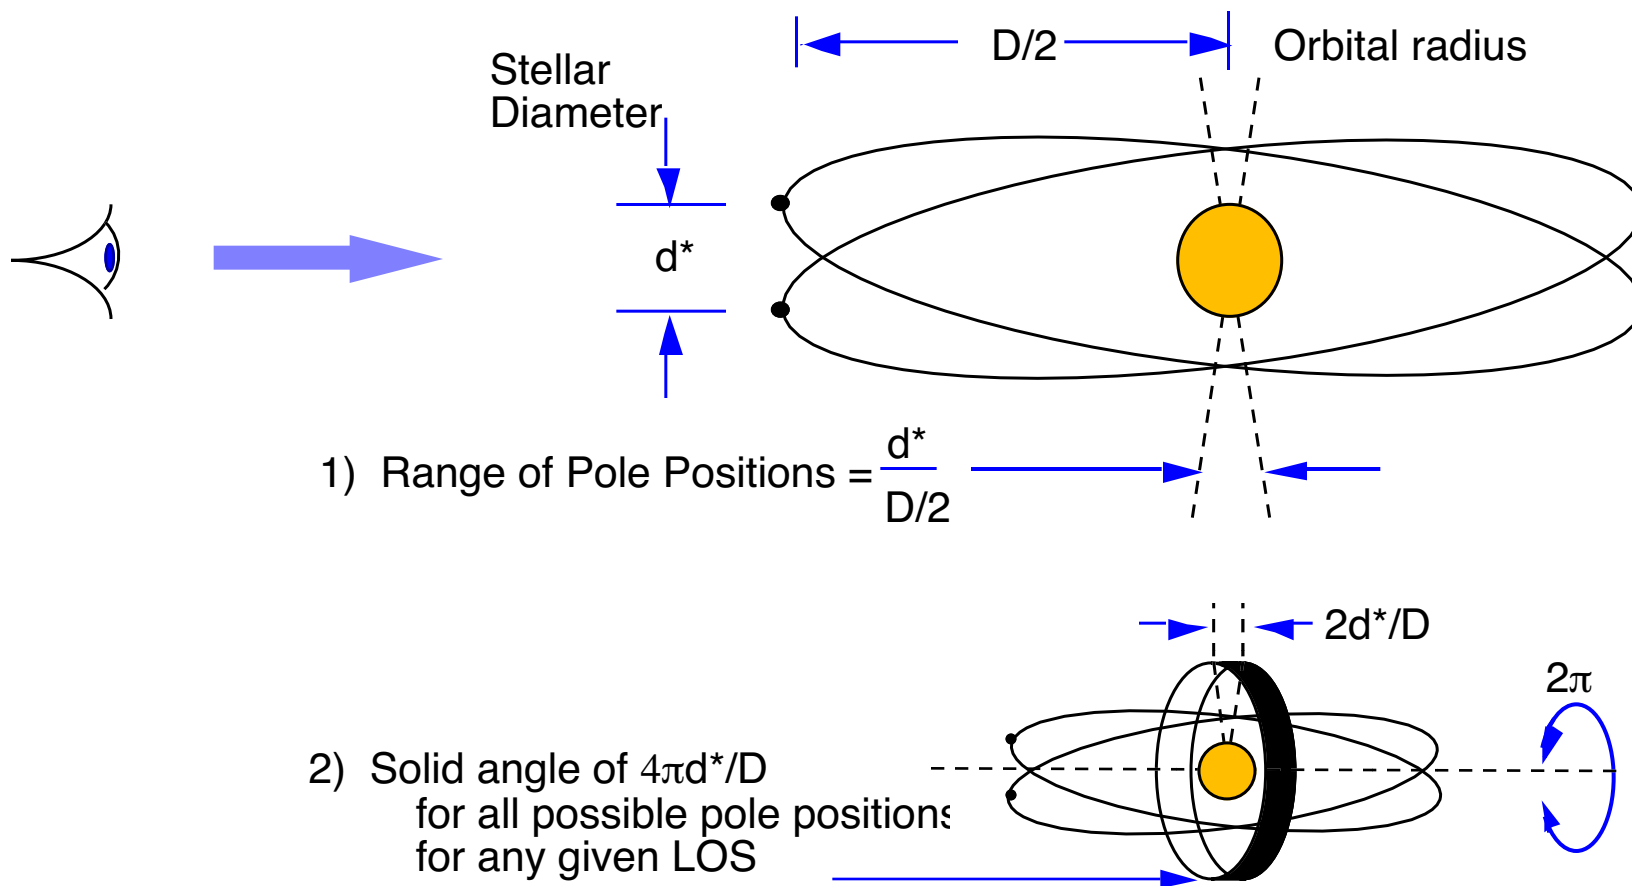 D/2 Orbital radius
Stellar
Diameter
d*
1) Range of Pole Positions = d*
D/2
2d*/D
2π
2) Solid angle of 4πd*/D
for all possible pole positions
for any given LOS